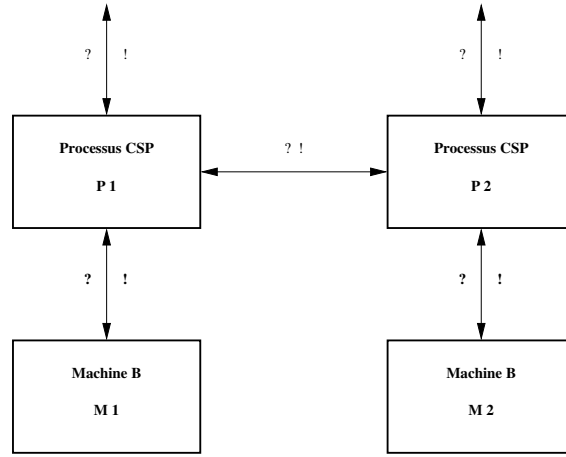 ? ! ? !
Processus CSP Processus CSP
? !
P 1 P 2
? ! ? !
Machine B Machine B
M 1 M 2